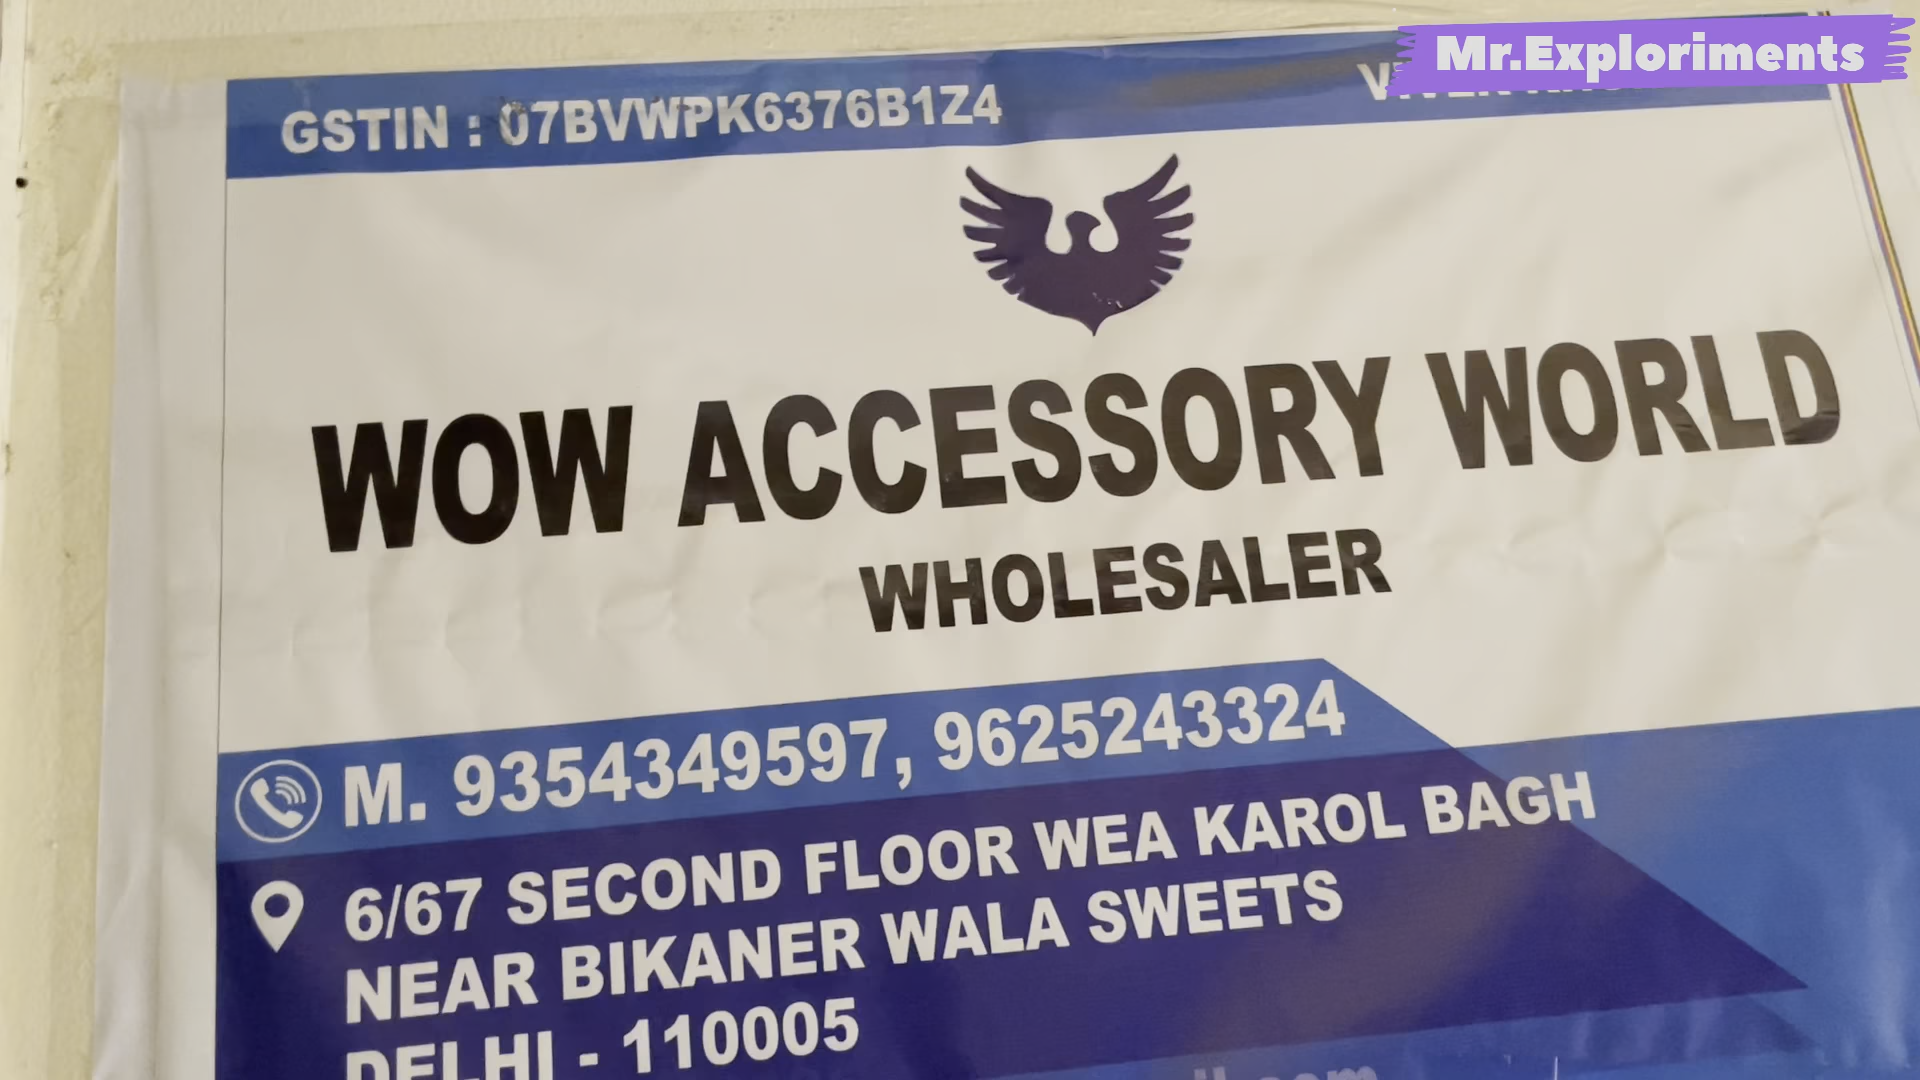 Mr.Exploriments
GSTIN : 07BVWPK6376B1Z4
WOW ACCESSORY WORLD
WHOLESALER
M. 9354349597, 9625243324
6/67 SECOND FLOOR WEA KAROL BAGH
NEAR BIKANER WALA SWEETS
DELHI - 110005